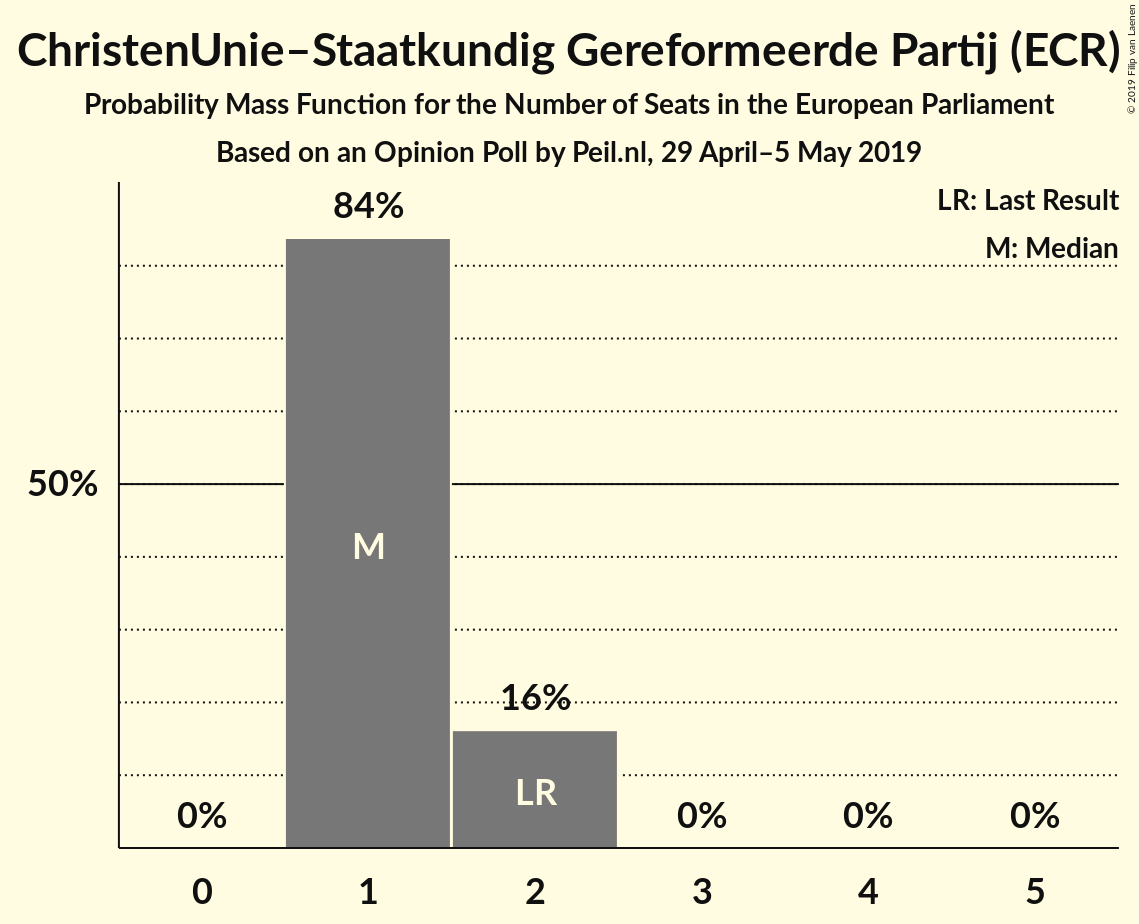 ChristenUnie–Staatkundig Gereformeerde Partij (ECR)
Probability Mass Function for the Number of Seats in the European Parliament
Based on an Opinion Poll by Peil.nl, 29 April–5 May 2019
© 2019 Filip van Laenen
LR: Last Result
M: Median
84%
50%
M
16%
LR
0%
0%
0%
0%
0
1
2
3
4
5